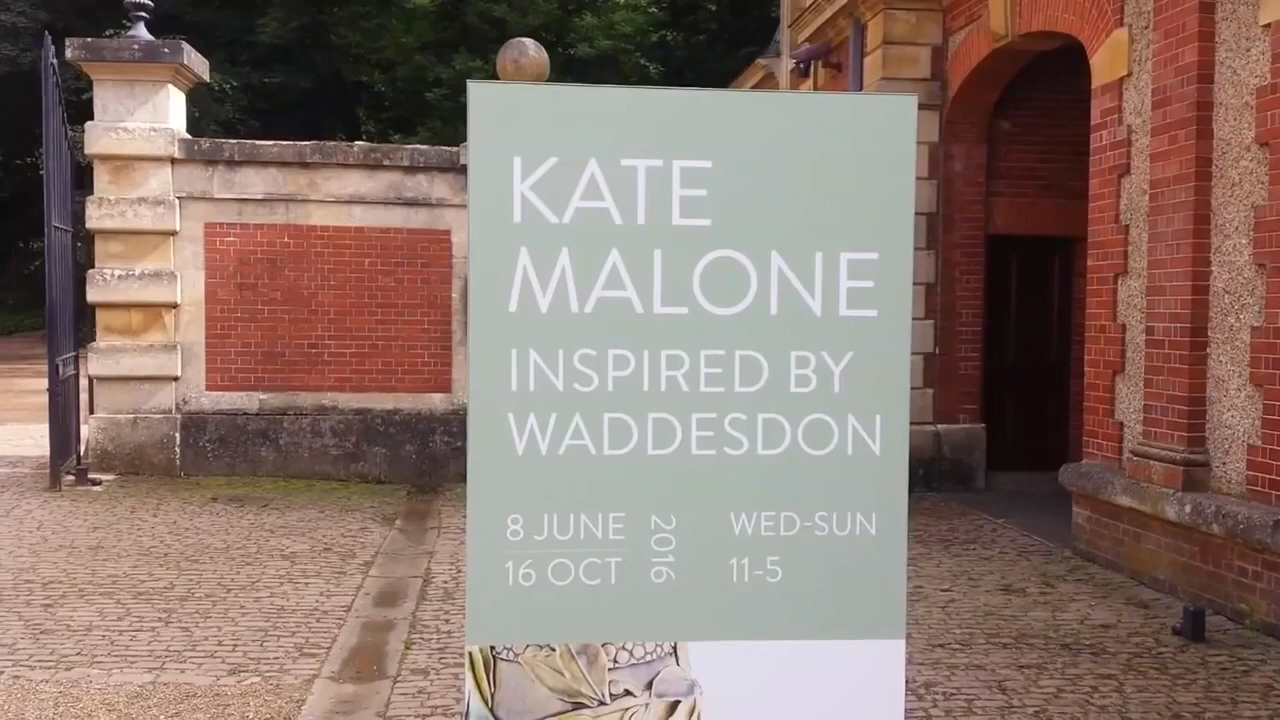 KATE
MALONE
INSPIRED BY
WADDESDON
8 JUNE
16 OCT
2016
WED-SUN
11-5